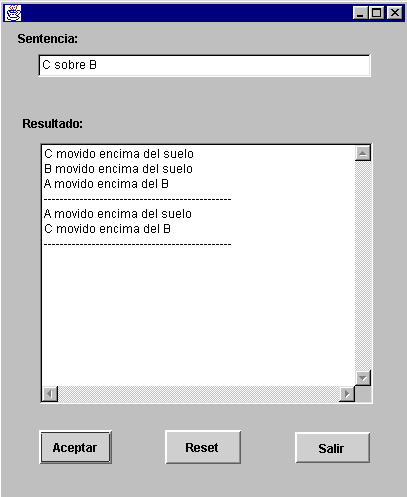 Sentencia:
C sobre B
Resultado:
C movido encima del suelo
B movido encima del suelo
A movido encima del B
-----------------------------------------------
A movido encima del suelo
C movido encima del B
-----------------------------------------------
Aceptar
Reset
Salir